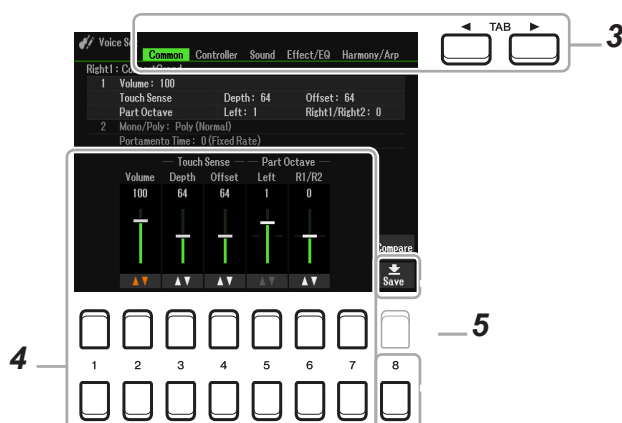 Voice Se
◀ TAB ▶
3
Common Controller Sound Effect/EQ Harmony/Arp
Right1 :
1 Volume : 100
Touch Sense Depth : 64 Offset : 64
Part Octave Left : 1 Right1/Right2 : 0
2 Mono/Poly : Poly (Normal)
Portamento Time : 0 (Fixed Rate)
Touch Sense Part Octave
Volume Depth Offset Left R1/R2
100 64 64 1 0
Compare
Save
5
4
1 2 3 4 5 6 7 8